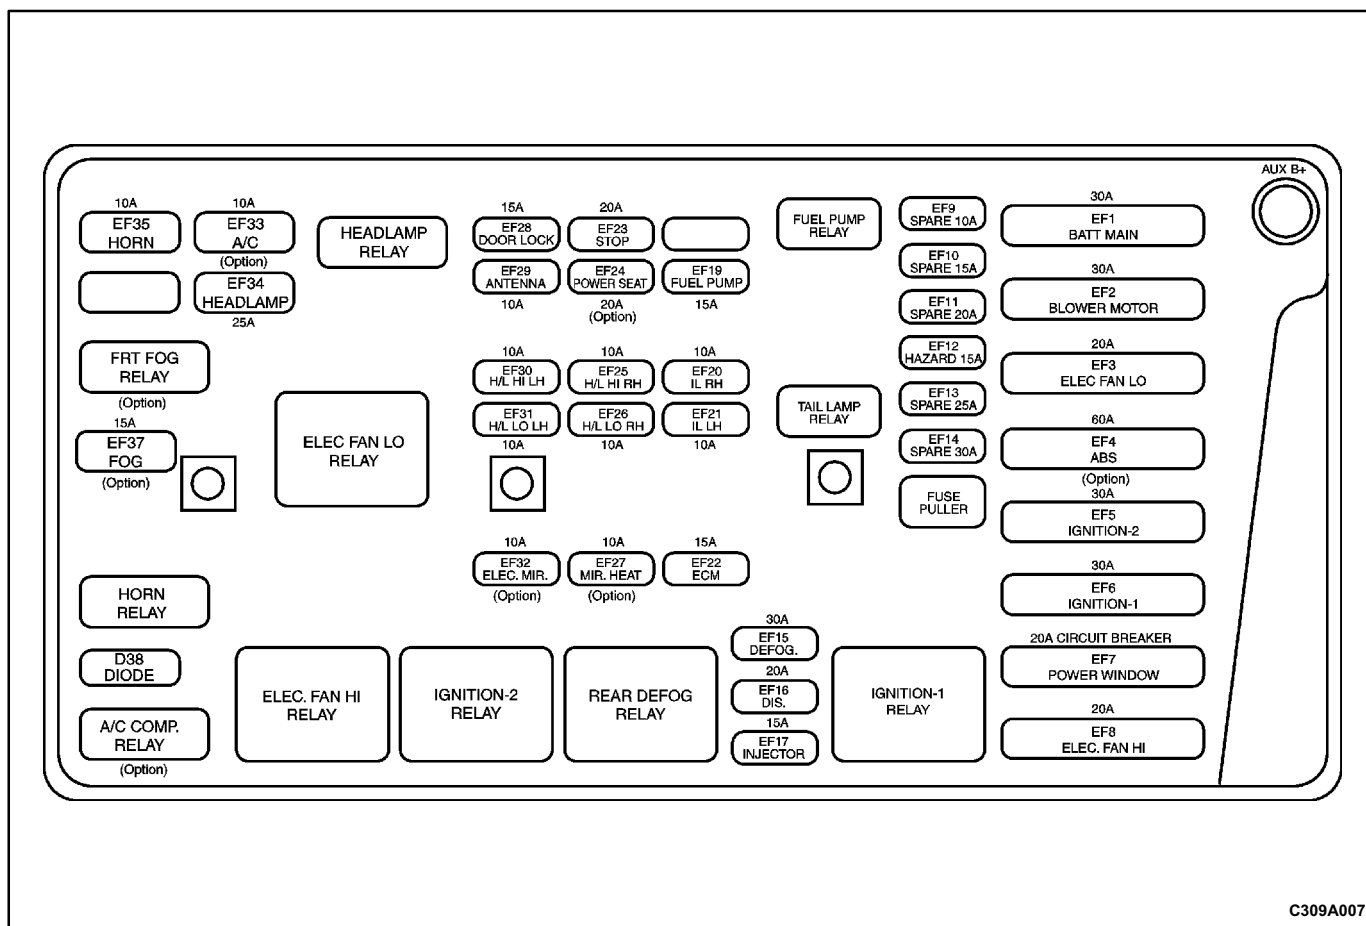 AUX B+
10A
EF35
HORN
10A
EF33
A/C
(Option)
EF34
HEADLAMP
25A
HEADLAMP
RELAY
FRT FOG
RELAY
(Option)
15A
EF37
FOG
(Option)
ELEC FAN LO
RELAY
15A
EF28
DOOR LOCK
20A
EF23
STOP
EF29
ANTENNA
10A
EF24
POWER SEAT
20A
(Option)
EF19
FUEL PUMP
15A
10A
EF30
H/L HI LH
10A
EF25
H/L HI RH
10A
EF20
IL RH
EF31
H/L LO LH
10A
EF26
H/L LO RH
10A
EF21
IL LH
10A
10A
EF32
ELEC. MIR.
(Option)
10A
EF27
MIR. HEAT
(Option)
15A
EF22
ECM
FUEL PUMP
RELAY
TAIL LAMP
RELAY
EF9
SPARE 10A
EF10
SPARE 15A
EF11
SPARE 20A
EF12
HAZARD 15A
EF13
SPARE 25A
EF14
SPARE 30A
FUSE
PULLER
30A
EF1
BATT MAIN
30A
EF2
BLOWER MOTOR
20A
EF3
ELEC FAN LO
60A
EF4
ABS
(Option)
30A
EF5
IGNITION-2
30A
EF6
IGNITION-1
20A CIRCUIT BREAKER
EF7
POWER WINDOW
20A
EF8
ELEC. FAN HI
HORN
RELAY
D38
DIODE
A/C COMP.
RELAY
(Option)
ELEC. FAN HI
RELAY
IGNITION-2
RELAY
REAR DEFOG
RELAY
30A
EF15
DEFOG.
20A
EF16
DIS.
15A
EF17
INJECTOR
IGNITION-1
RELAY
C309A007